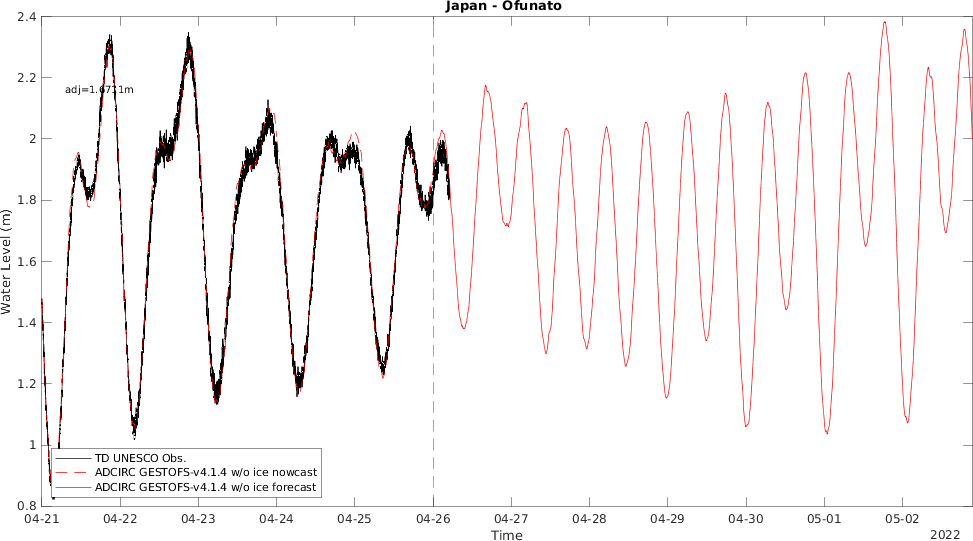 Japan - Ofunato
2.4
2.2
2
1.8
1.6
1.4
1.2
1
0.8
Water Level (m)
adj=1.6711m
TD UNESCO Obs.
ADCIRC GESTOFS-v4.1.4 w/o ice nowcast
ADCIRC GESTOFS-v4.1.4 w/o ice forecast
04-21 04-22 04-23 04-24 04-25 04-26 04-27 04-28 04-29 04-30 05-01 05-02
Time
2022